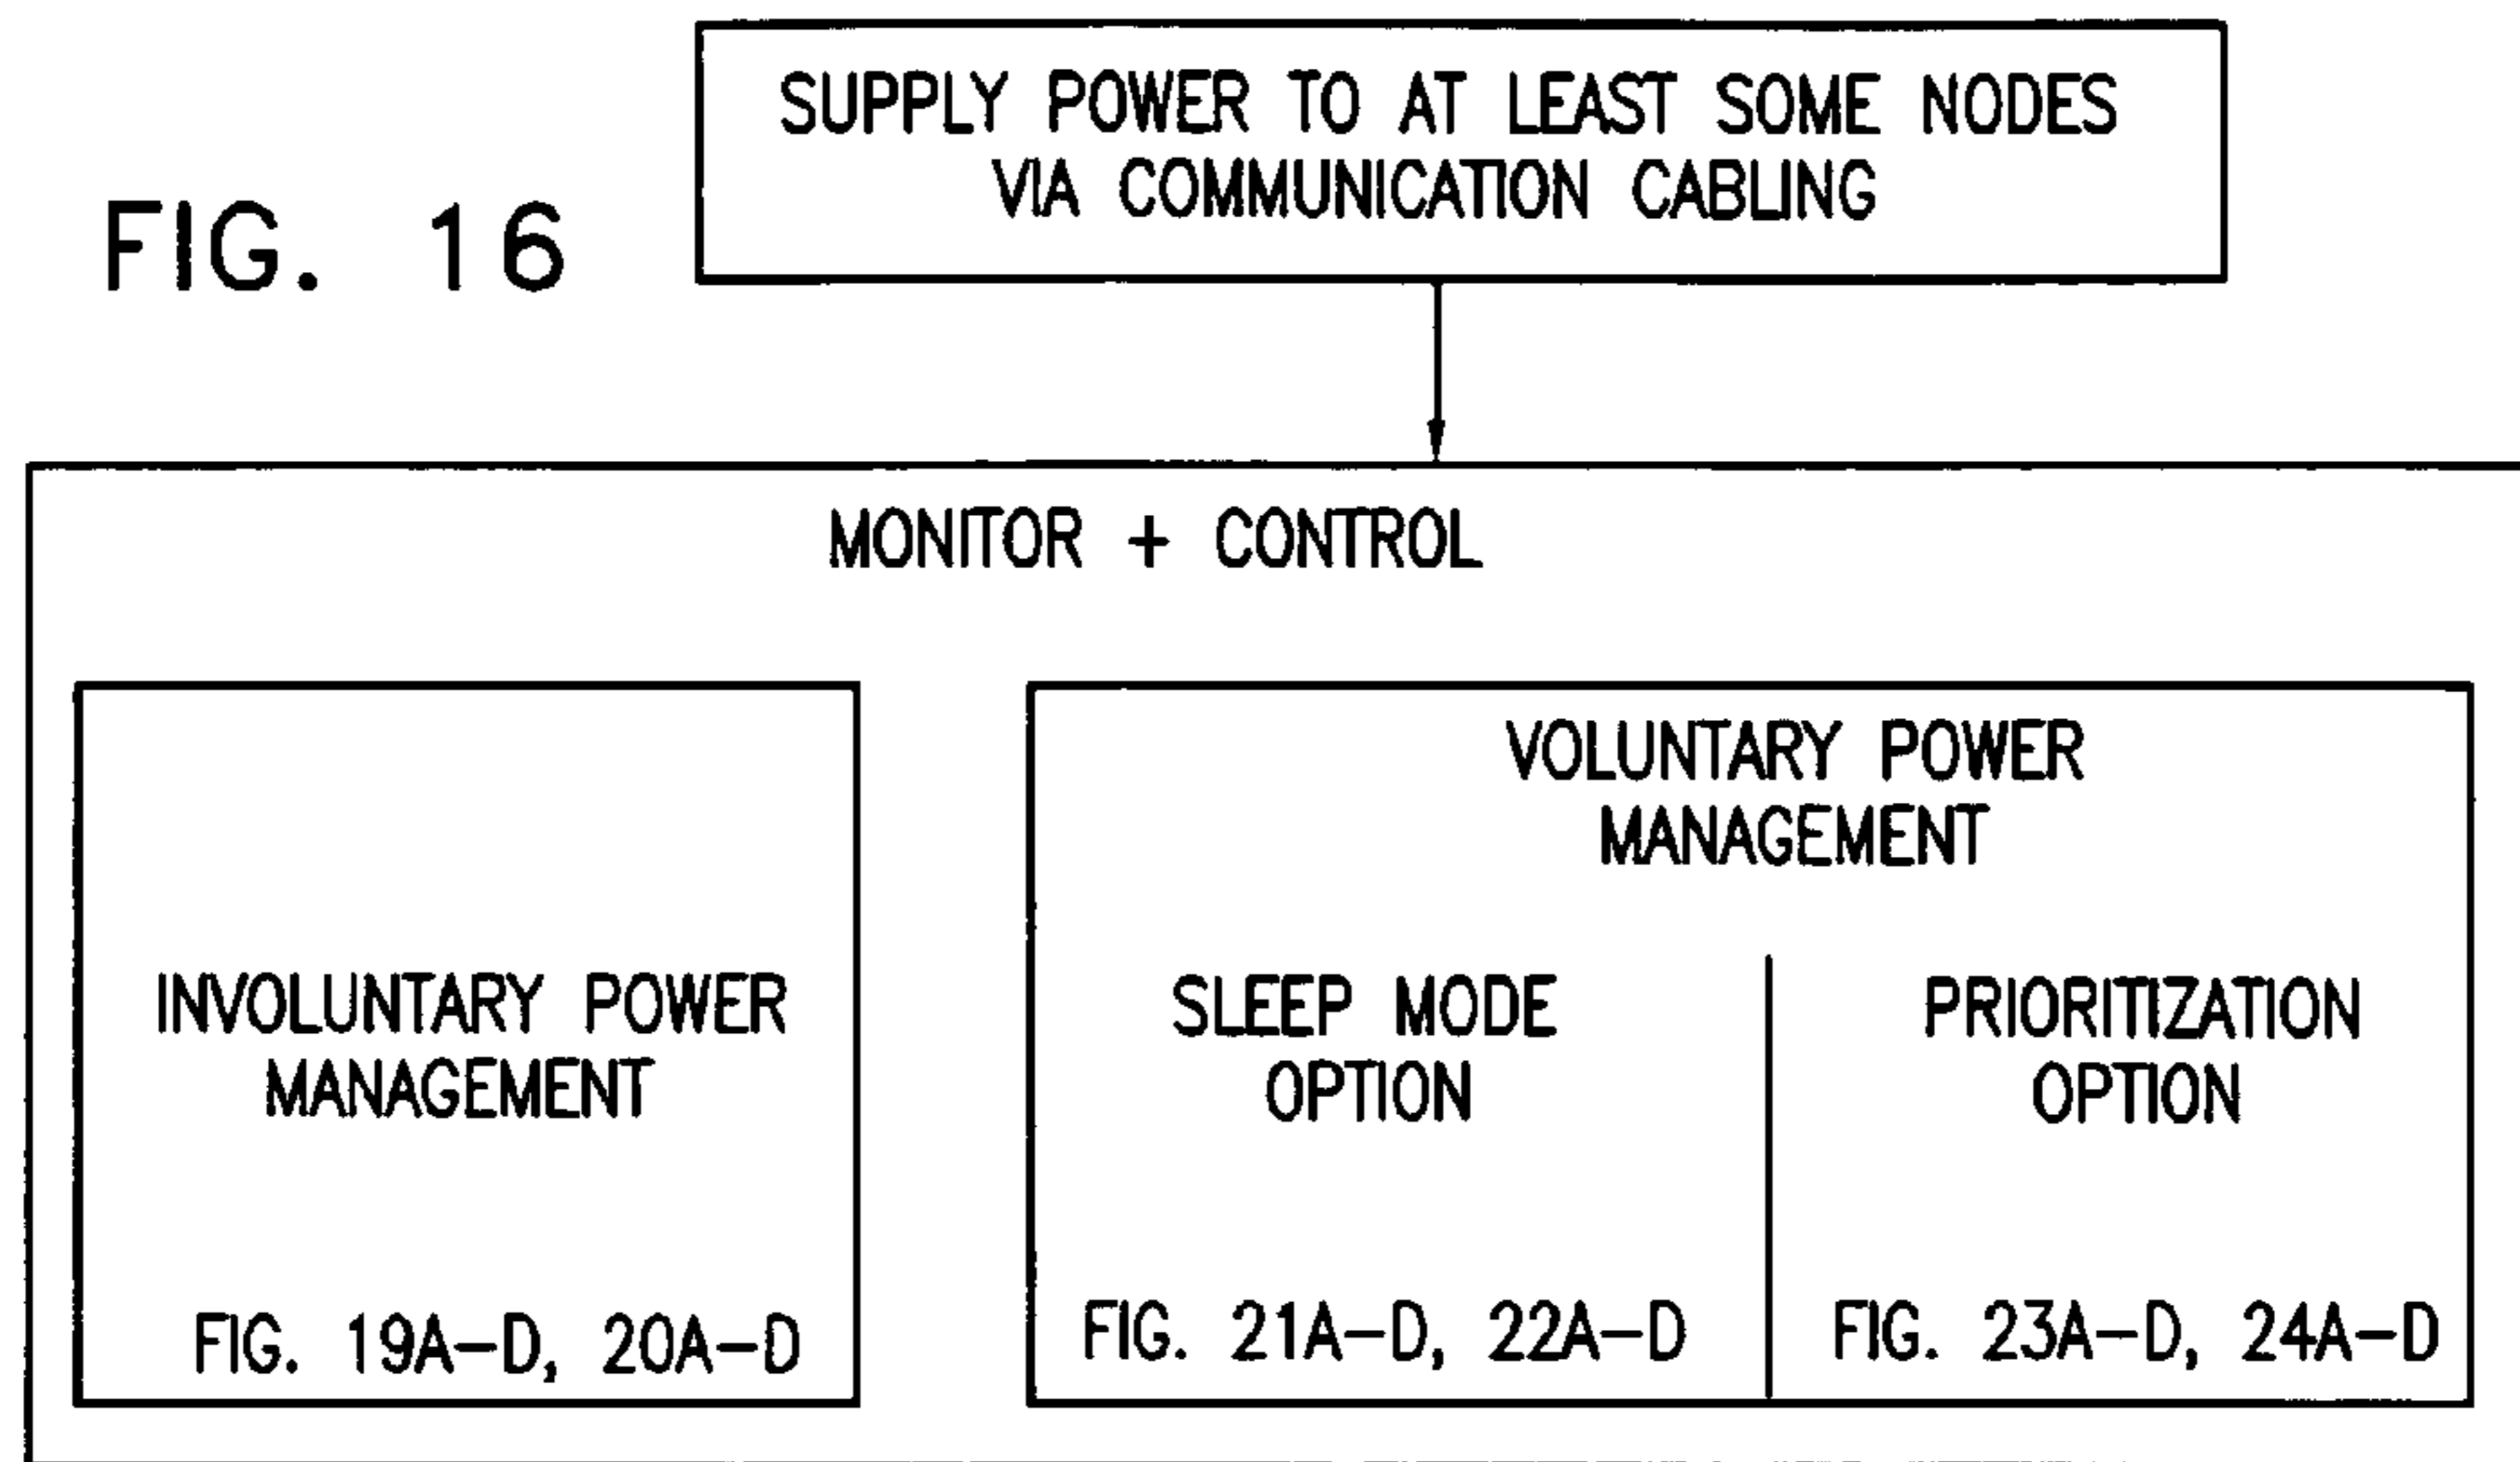 FIG. 16
SUPPLY POWER TO AT LEAST SOME NODES
VIA COMMUNICATION CABLING
MONITOR + CONTROL
INVOLUNTARY POWER
MANAGEMENT
FIG. 19A-D, 20A-D
VOLUNTARY POWER
MANAGEMENT
SLEEP MODE
OPTION
FIG. 21A-D, 22A-D
PRIORITIZATION
OPTION
FIG. 23A-D, 24A-D